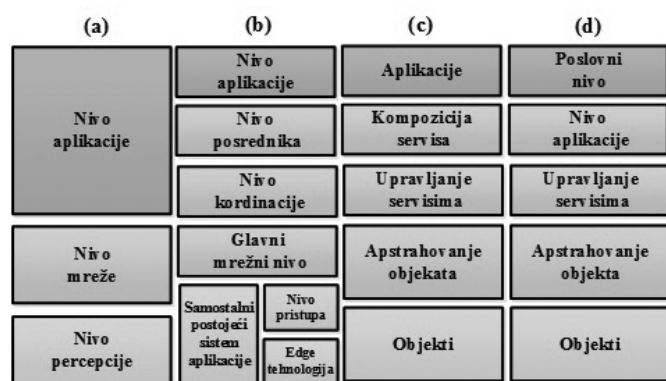 (a)
Nivo
aplikacije
Nivo
mreže
Nivo
percepcije
(b)
Nivo
aplikacije
Nivo
posrednika
Nivo
kordinacije
Glavni
mrežni nivo
Samostalni
postojeći
sistem
aplikacije
Nivo
pristupa
Edge
tehnologija
(c)
Aplikacije
Kompozicija
servisa
Upravljanje
servisima
Apstrahovanje
objekata
Objekti
(d)
Poslovni
nivo
Nivo
aplikacije
Upravljanje
servisima
Apstrahovanje
objekta
Objekti